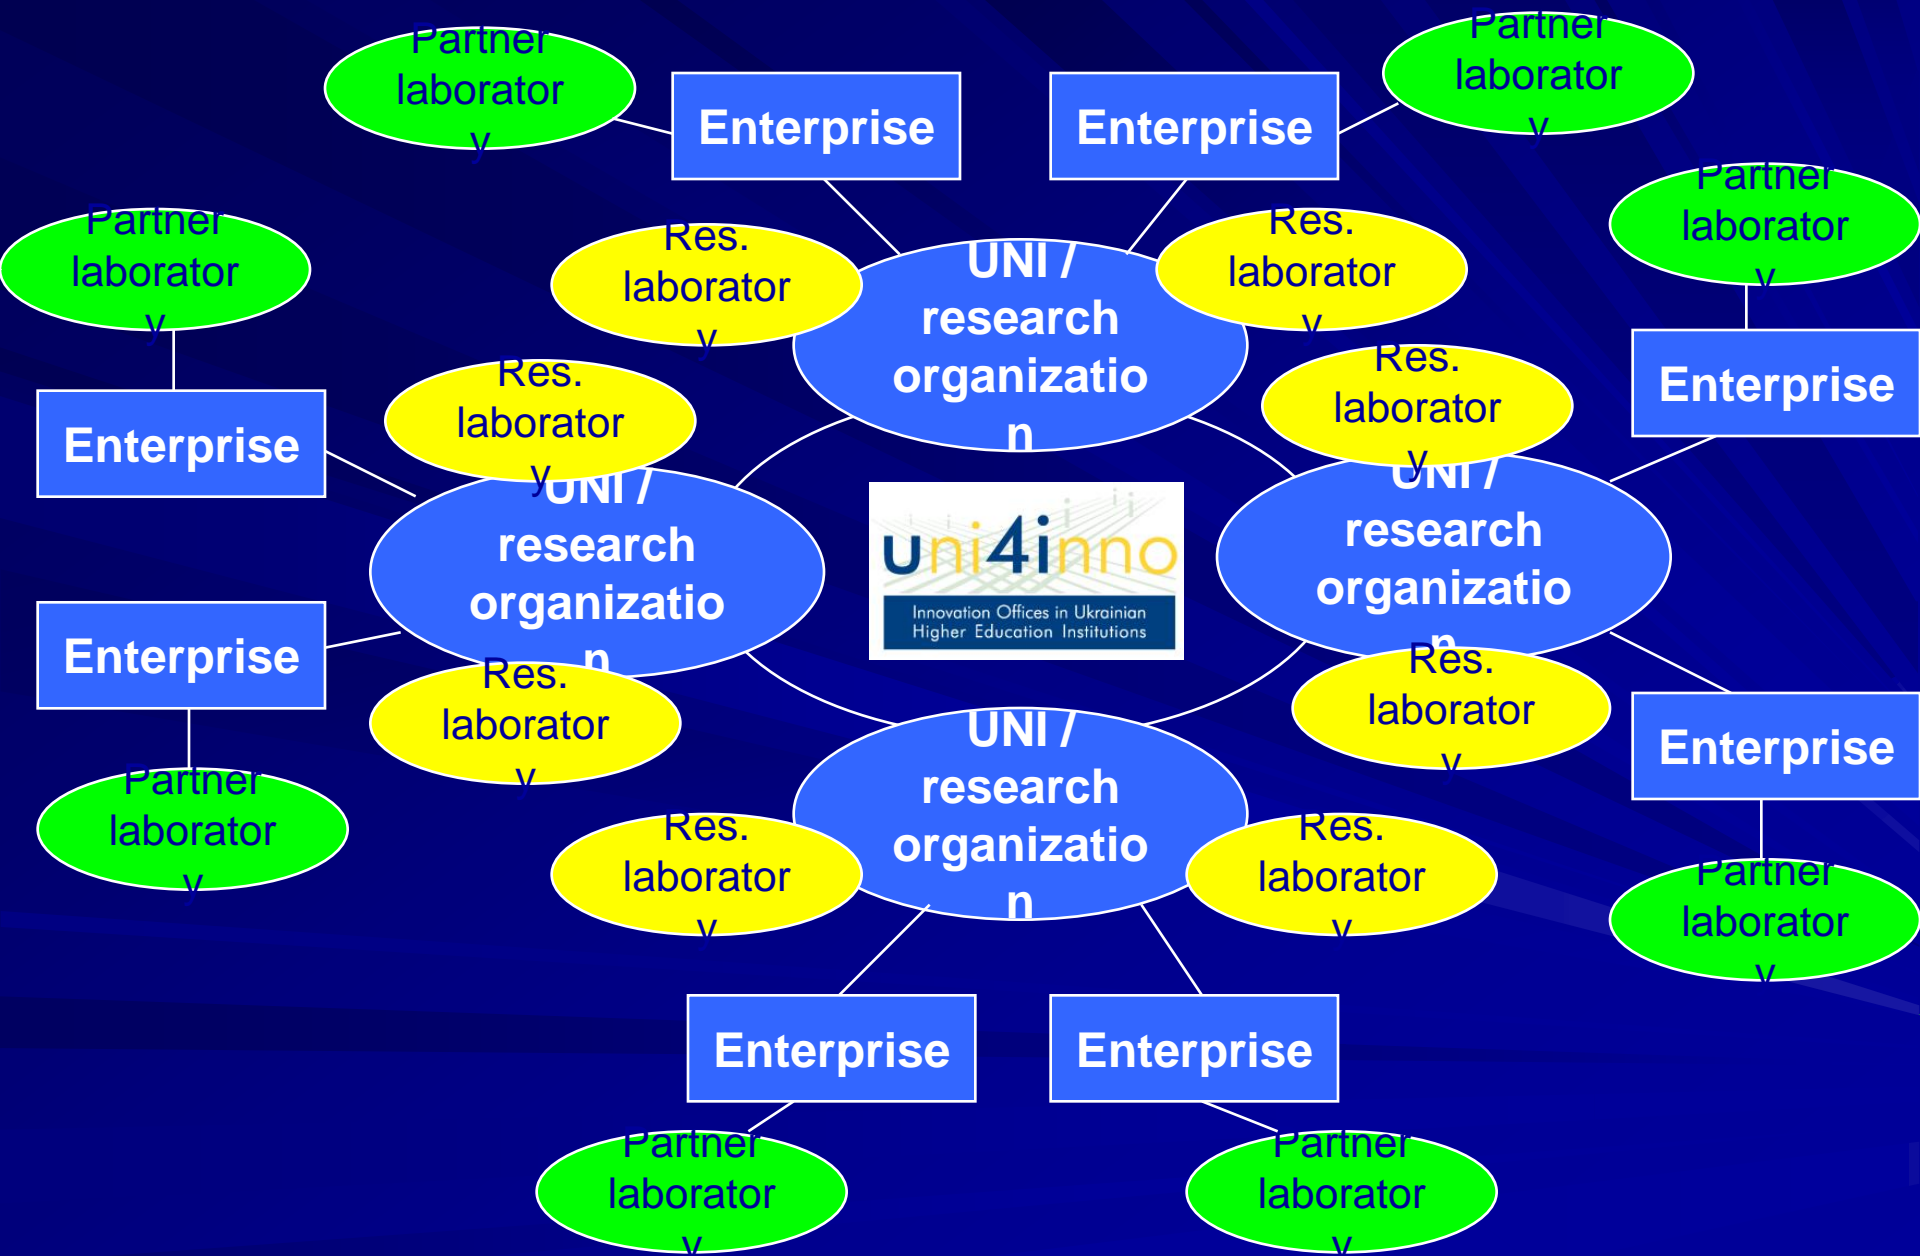 Partner
laborator
y
Enterprise
Enterprise
Partner
laborator
y
Partner
laborator
y
Partner
laborator
y
Res.
laborator
y
UNI /
research
organizatio
n
Res.
laborator
y
Enterprise
Res.
laborator
y
Res.
laborator
y
Enterprise
UNI /
research
organizatio
n
uni4inno
Innovation Offices in Ukrainian
Higher Education Institutions
UNI /
research
organizatio
n
Enterprise
Res.
laborator
y
Res.
laborator
y
Enterprise
Partner
laborator
y
UNI /
research
organizatio
n
Res.
laborator
y
Res.
laborator
y
Partner
laborator
y
Enterprise
Enterprise
Partner
laborator
y
Partner
laborator
y